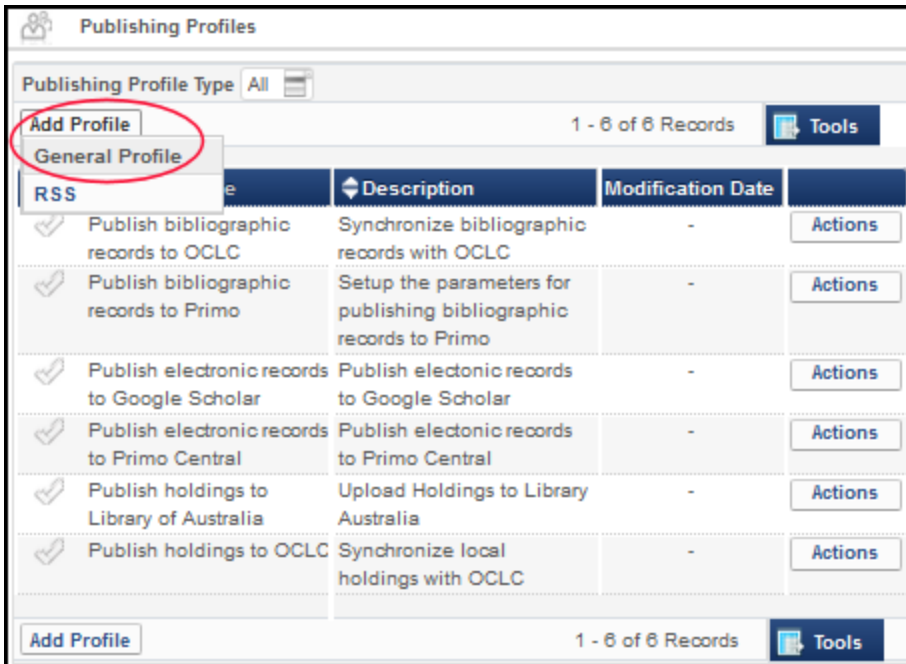 Publishing Profiles
Publishing Profile Type All
Add Profile 1 - 6 of 6 Records Tools
General Profile
RSS
e Description Modification Date
Publish bibliographic Synchronize bibliographic - Actions
records to OCLC records with OCLC
Publish bibliographic Setup the parameters for - Actions
records to Primo publishing bibliographic
records to Primo
Publish electronic records Publish electonic records - Actions
to Google Scholar to Google Scholar
Publish electronic records Publish electonic records - Actions
to Primo Central to Primo Central
Publish holdings to Upload Holdings to Library - Actions
Library of Australia Australia
Publish holdings to OCLC Synchronize local - Actions
holdings with OCLC
Add Profile 1 - 6 of 6 Records Tools